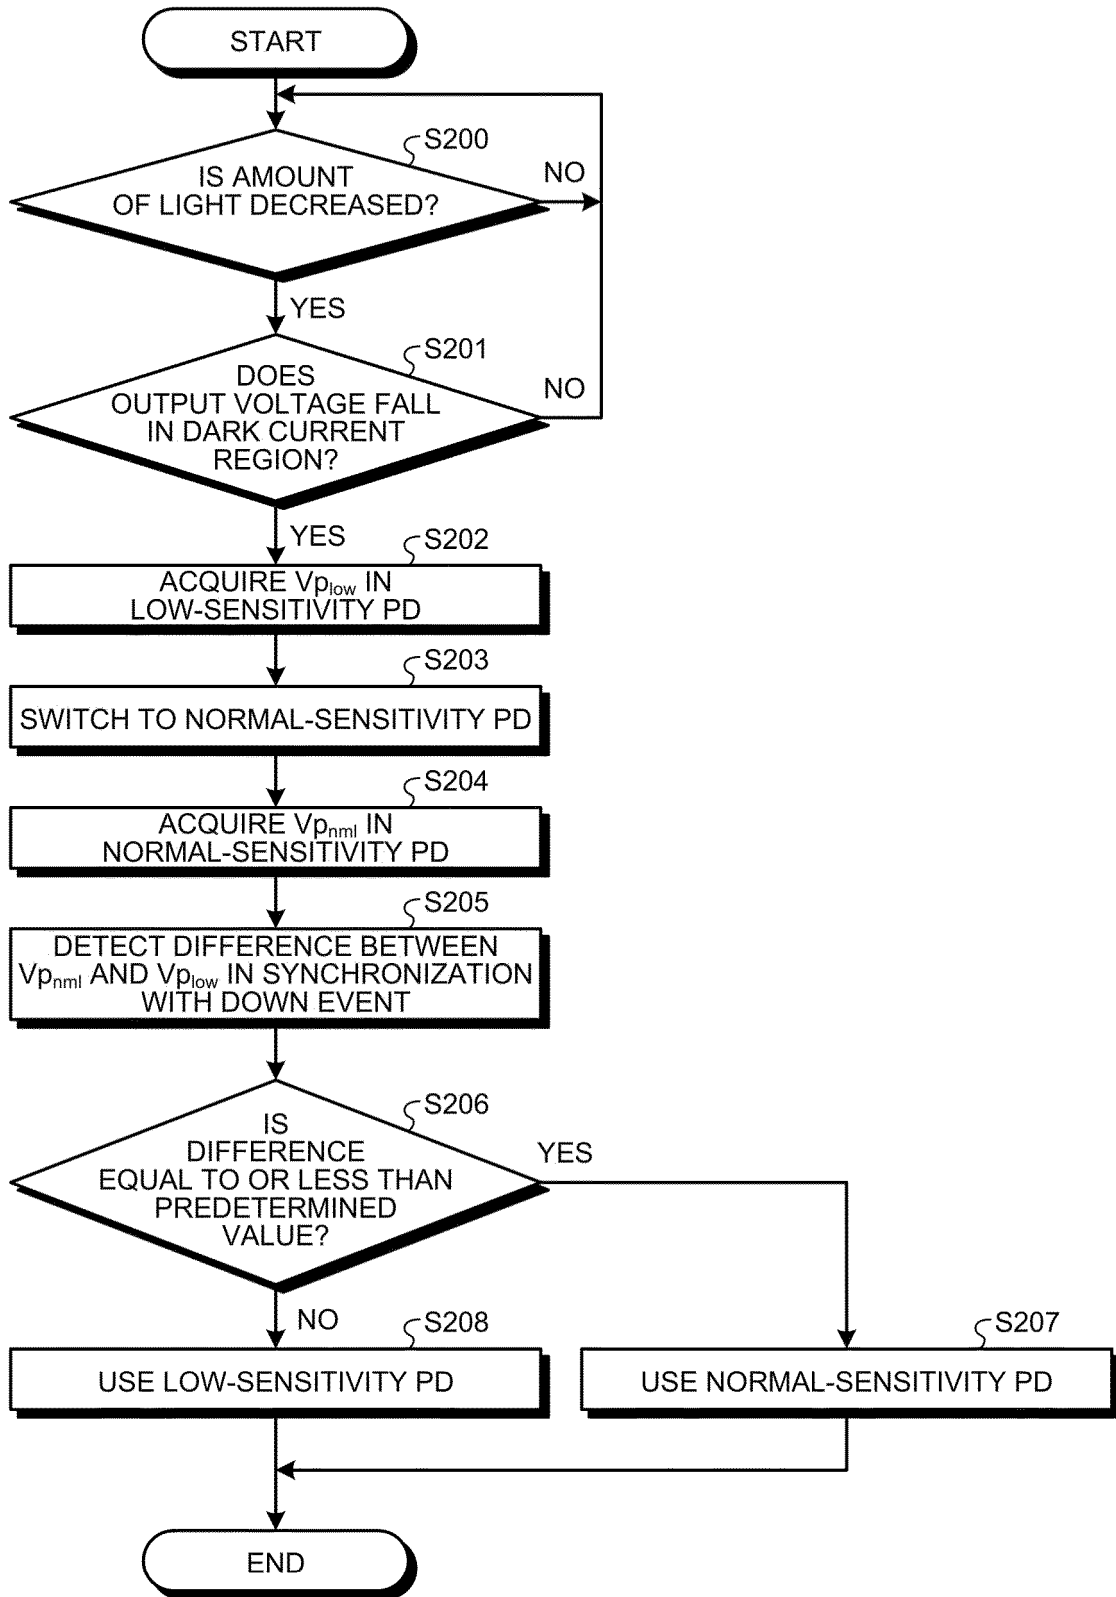 START
S200
IS AMOUNT
OF LIGHT DECREASED?
NO
YES
S201
DOES
OUTPUT VOLTAGE FALL
IN DARK CURRENT
REGION?
NO
YES
S202
ACQUIRE Vplow IN
LOW-SENSITIVITY PD
S203
SWITCH TO NORMAL-SENSITIVITY PD
S204
ACQUIRE Vpnml IN
NORMAL-SENSITIVITY PD
S205
DETECT DIFFERENCE BETWEEN
Vpnml AND Vplow IN SYNCHRONIZATION
WITH DOWN EVENT
S206
IS
DIFFERENCE
EQUAL TO OR LESS THAN
PREDETERMINED
VALUE?
YES
NO
S208
USE LOW-SENSITIVITY PD
S207
USE NORMAL-SENSITIVITY PD
END